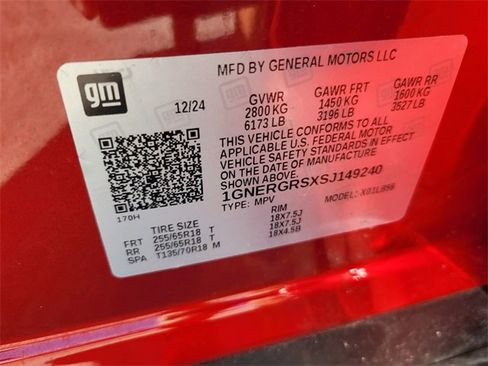 MFD BY GENERAL MOTORS LLC
gm
12/24
GVWR GAWR FRT GAWR RR
2800 KG 1450 KG 1600 KG
6173 LB 3196 LB 3527 LB
THIS VEHICLE CONFORMS TO ALL
APPLICABLE U.S. FEDERAL MOTOR
VEHICLE SAFETY STANDARDS IN EFFECT
ON THE DATE OF MANUFACTURE
SHOWN ABOVE.
1GNERGRSXSJ149240
TYPE: MPV MODEL: X01LB56
170H
TIRE SIZE RIM
FRT 255/65R18 T 18X7.5J
RR 255/65R18 T 18X7.5J
SPA T135/70R18 M 18X4.5B